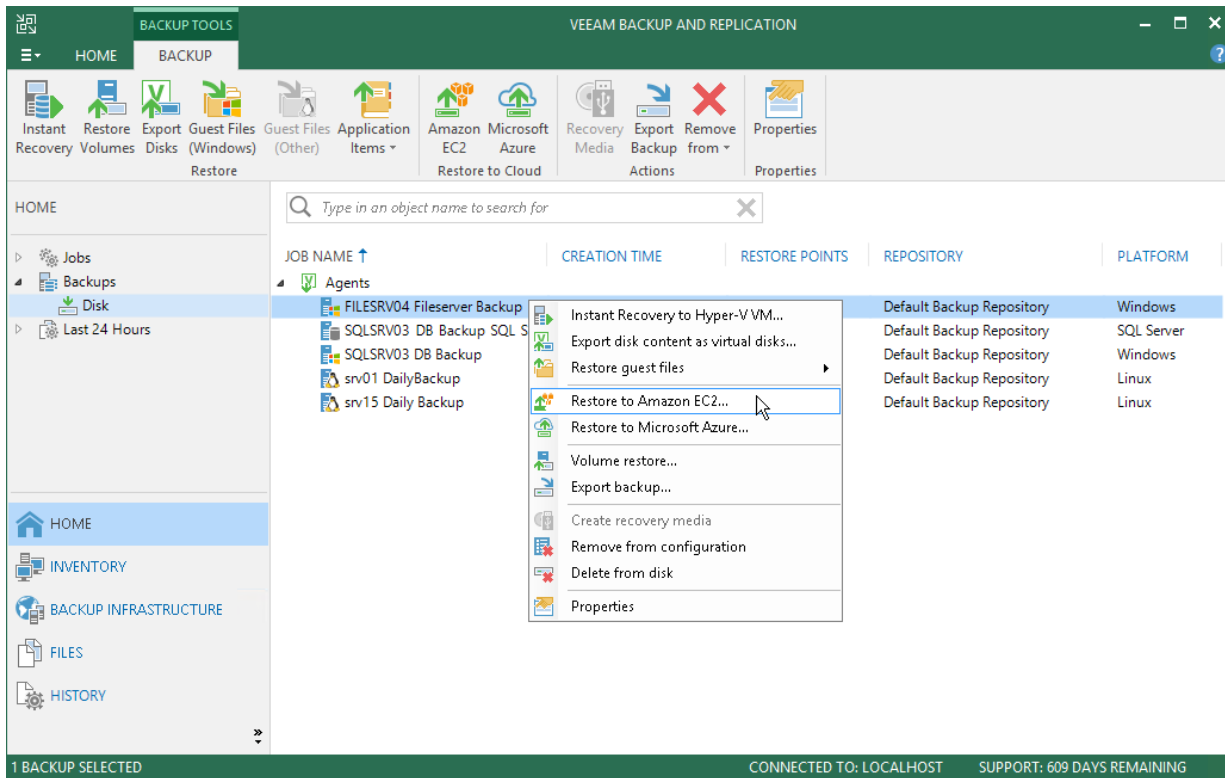 BACKUP TOOLS
VEEAM BACKUP AND REPLICATION
HOME BACKUP
?
Instant Recovery
Restore Volumes
Export Disks
Guest Files (Windows)
Guest Files (Other)
Application Items
Restore
Amazon EC2
Microsoft Azure
Restore to Cloud
Recovery Media
Export Backup
Remove from
Actions
Properties
Properties
HOME
Jobs
Backups
Disk
Last 24 Hours
HOME
INVENTORY
BACKUP INFRASTRUCTURE
FILES
HISTORY
Type in an object name to search for
JOB NAME CREATION TIME RESTORE POINTS REPOSITORY PLATFORM
Agents
FILESRV04 Fileserver Backup Default Backup Repository Windows
SQLSRV03 DB Backup SQL S Default Backup Repository SQL Server
SQLSRV03 DB Backup Default Backup Repository Windows
srv01 DailyBackup Default Backup Repository Linux
srv15 Daily Backup Default Backup Repository Linux
Instant Recovery to Hyper-V VM...
Export disk content as virtual disks...
Restore guest files
Restore to Amazon EC2...
Restore to Microsoft Azure...
Volume restore...
Export backup...
Create recovery media
Remove from configuration
Delete from disk
Properties
1 BACKUP SELECTED CONNECTED TO: LOCALHOST SUPPORT: 609 DAYS REMAINING